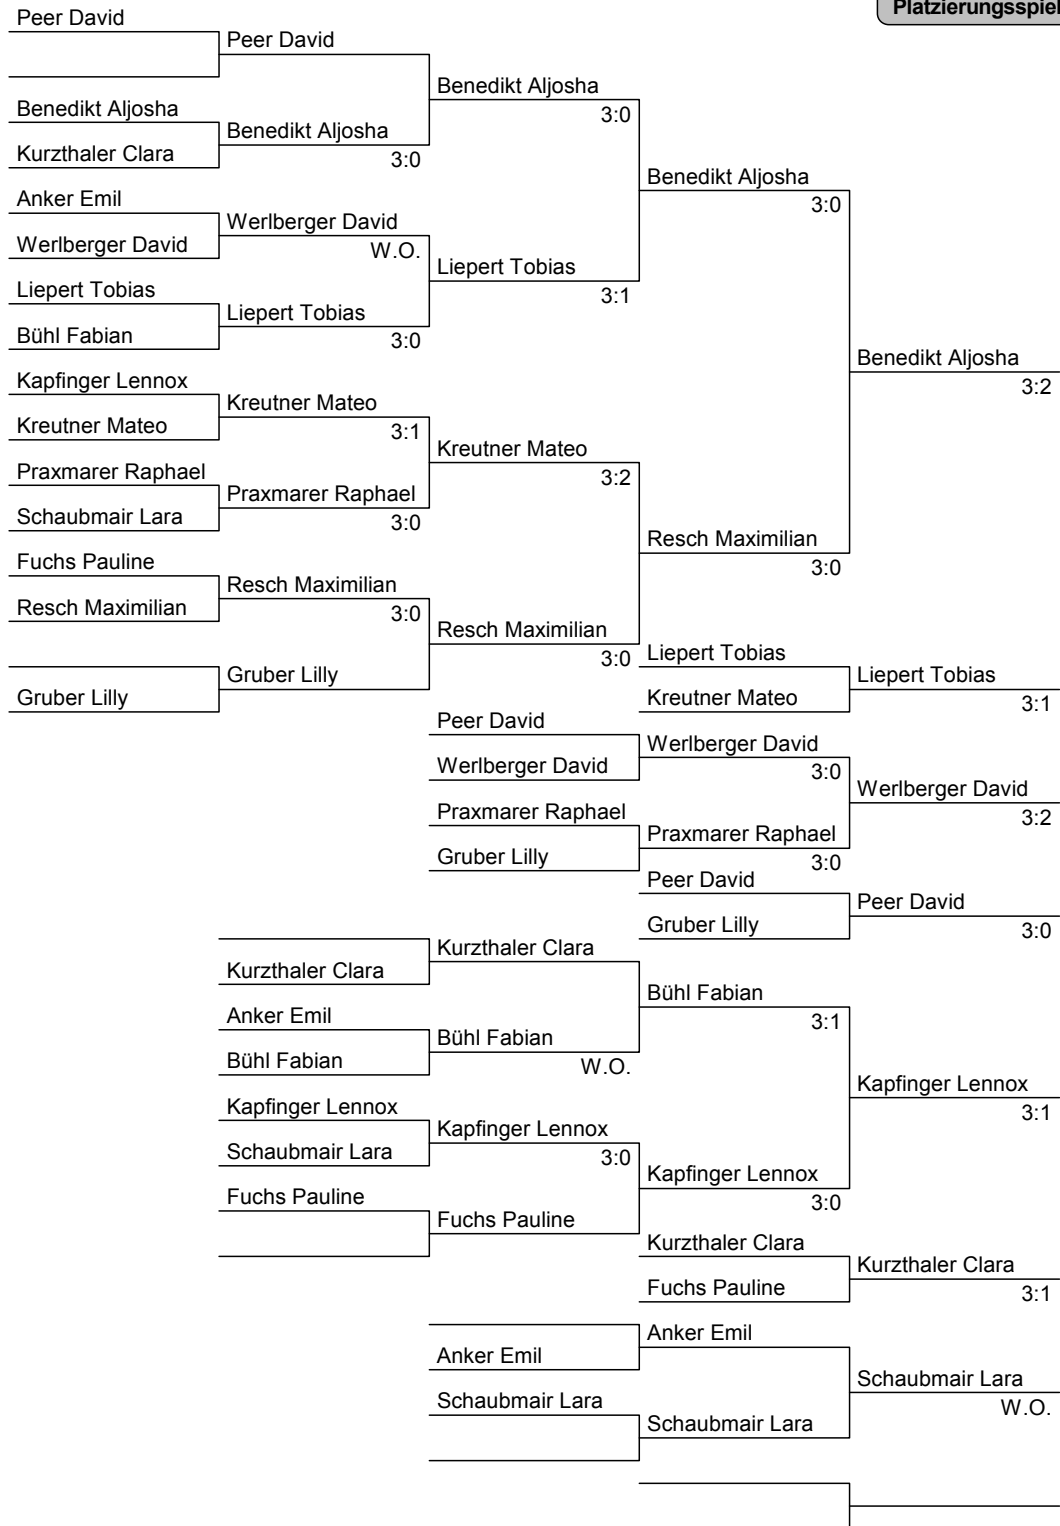 Platzierungsspiel
Peer David
Peer David
Benedikt Aljosha
3:0
Benedikt Aljosha
Benedikt Aljosha
3:0
Kurzthaler Clara
Benedikt Aljosha
3:0
Anker Emil
Werlberger David
W.O.
Werlberger David
Liepert Tobias
3:1
Liepert Tobias
Liepert Tobias
3:0
Bühl Fabian
Benedikt Aljosha
3:2
Kapfinger Lennox
Kreutner Mateo
3:1
Kreutner Mateo
Kreutner Mateo
3:2
Praxmarer Raphael
Praxmarer Raphael
3:0
Schaubmair Lara
Resch Maximilian
3:0
Fuchs Pauline
Resch Maximilian
3:0
Resch Maximilian
Resch Maximilian
3:0
Gruber Lilly
Gruber Lilly
Liepert Tobias
Liepert Tobias
3:1
Kreutner Mateo
Peer David
Werlberger David
3:0
Werlberger David
Werlberger David
3:2
Praxmarer Raphael
Praxmarer Raphael
3:0
Gruber Lilly
Peer David
Peer David
3:0
Gruber Lilly
Kurzthaler Clara
Kurzthaler Clara
Bühl Fabian
3:1
Anker Emil
Bühl Fabian
W.O.
Bühl Fabian
Kapfinger Lennox
3:1
Kapfinger Lennox
Kapfinger Lennox
3:0
Schaubmair Lara
Kapfinger Lennox
3:0
Fuchs Pauline
Fuchs Pauline
Kurzthaler Clara
Kurzthaler Clara
3:1
Fuchs Pauline
Anker Emil
Anker Emil
Schaubmair Lara
W.O.
Schaubmair Lara
Schaubmair Lara